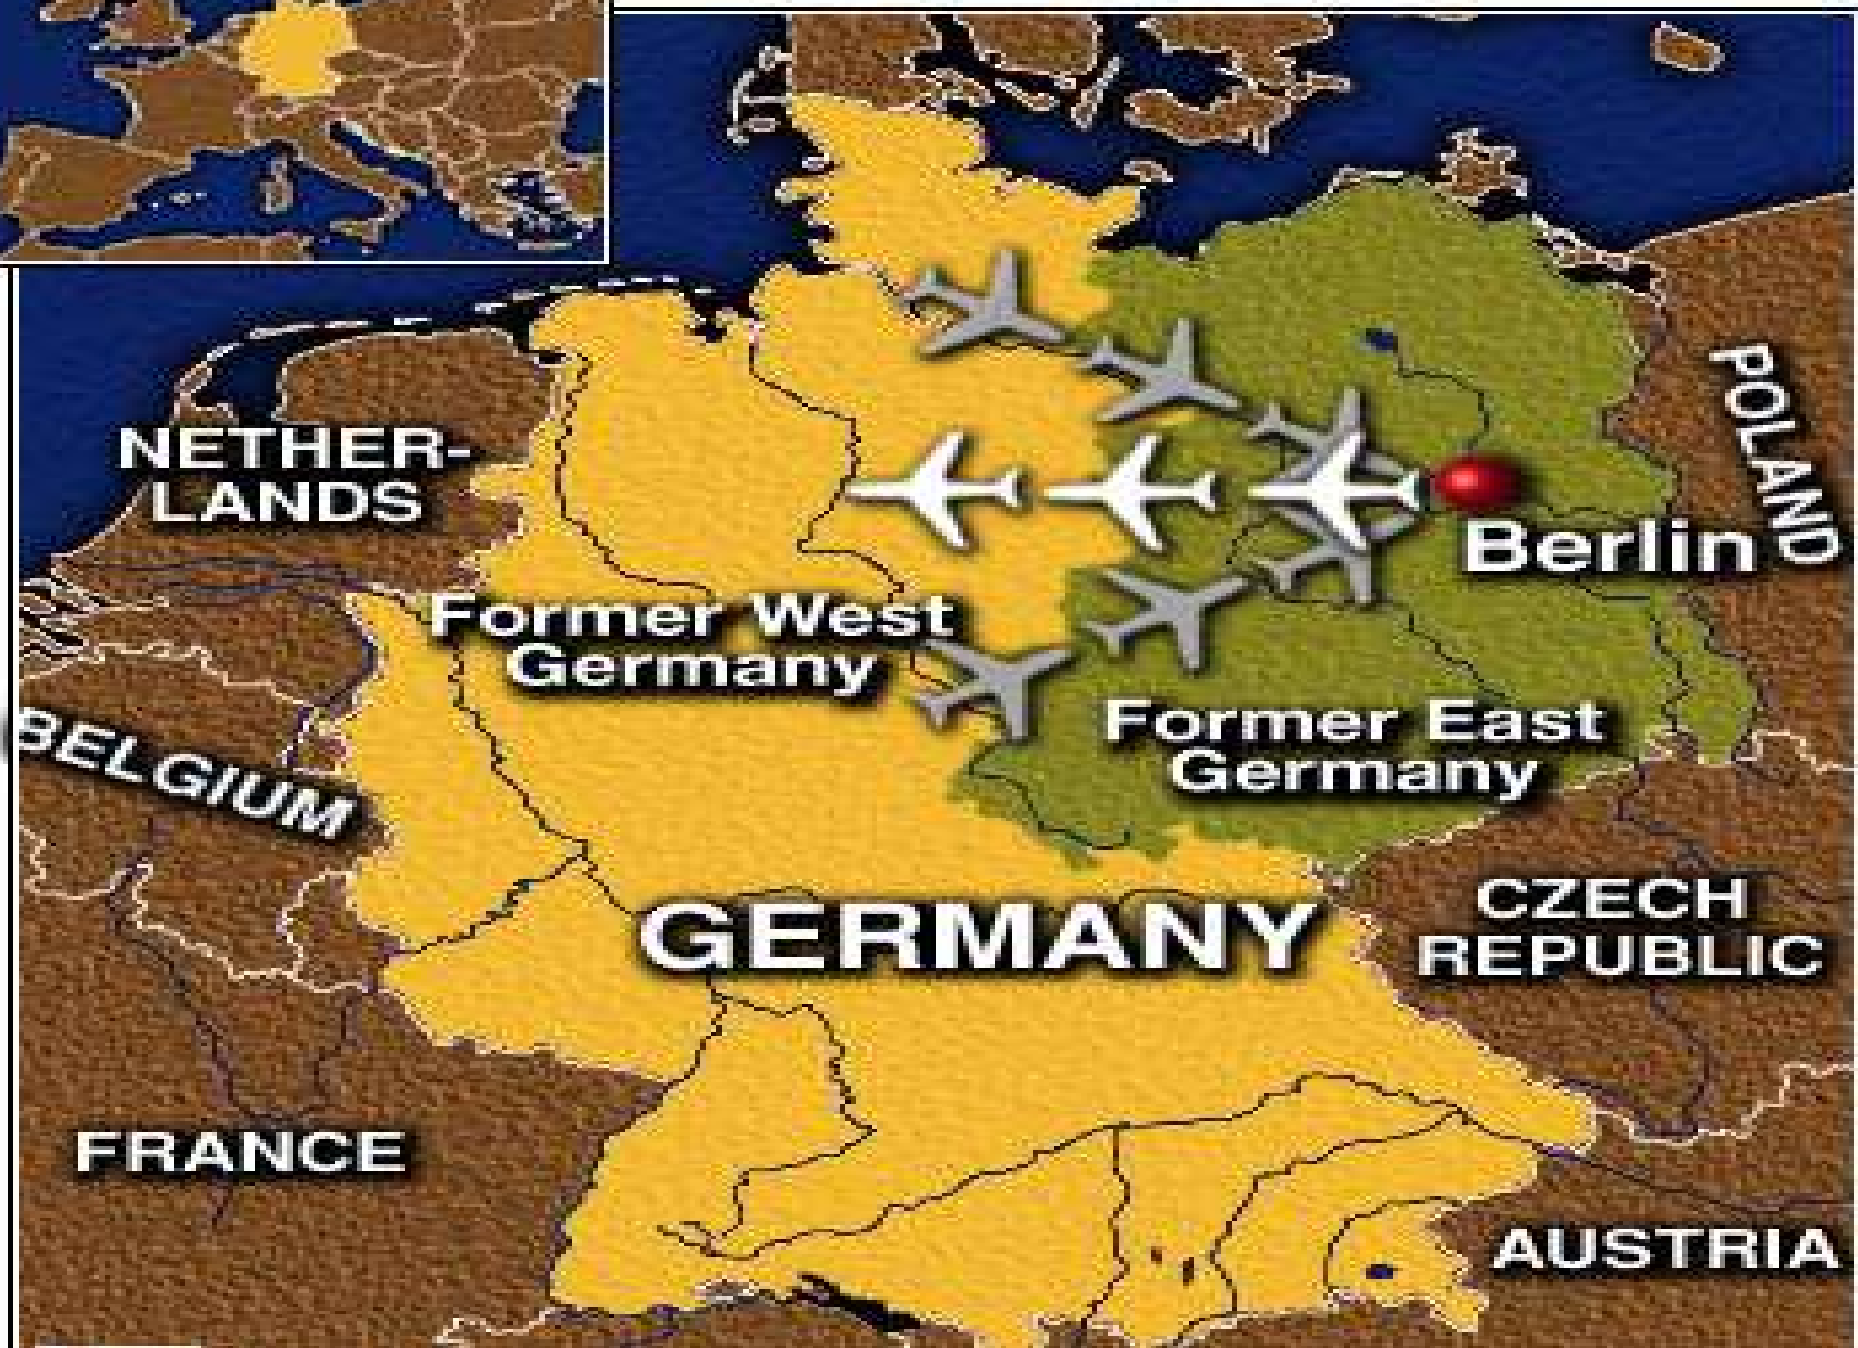 NETHER-
LANDS
POLAND
Berlin
Former West
Germany
BELGIUM
Former East
Germany
GERMANY
CZECH
REPUBLIC
FRANCE
AUSTRIA